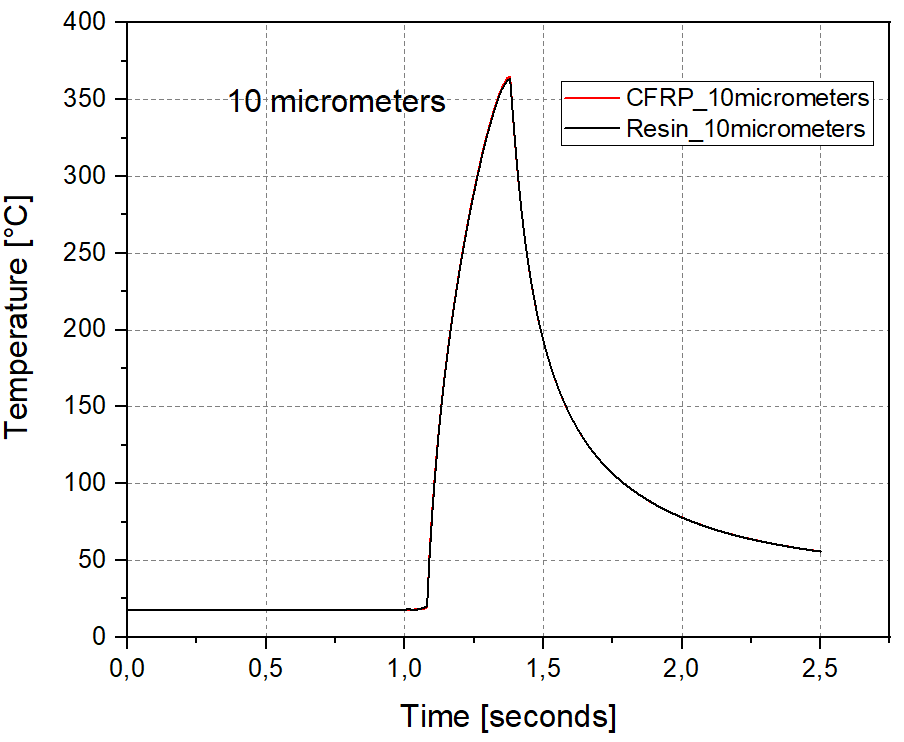 400
350
300
250
200
150
100
50
0
Temperature [°C]
10 micrometers
CFRP_10micrometers
Resin_10micrometers
0,0 0,5 1,0 1,5 2,0 2,5
Time [seconds]